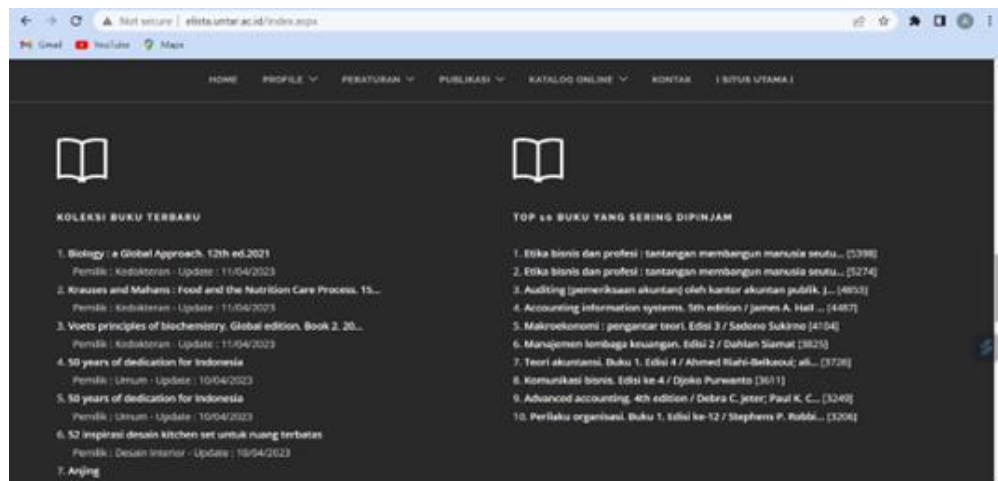 Not secure | elista.untar.ac.id/index.aspx
Gmail YouTube Maps
HOME PROFILE PERATURAN PUBLIKASI KATALOG ONLINE KONTAK | SITUS UTAMA |
KOLEKSI BUKU TERBARU
1. Biology : a Global Approach. 12th ed.2021
Pemilik : Kedokteran - Update : 11/04/2023
2. Krauses and Mahans : Food and the Nutrition Care Process. 15...
Pemilik : Kedokteran - Update : 11/04/2023
3. Voets principles of biochemistry. Global edition. Book 2. 20...
Pemilik : Kedokteran - Update : 11/04/2023
4. 50 years of dedication for Indonesia
Pemilik : Umum - Update : 10/04/2023
5. 50 years of dedication for Indonesia
Pemilik : Umum - Update : 10/04/2023
6. 52 inspirasi desain kitchen set untuk ruang terbatas
Pemilik : Desain Interior - Update : 10/04/2023
7. Anjing
TOP 10 BUKU YANG SERING DIPINJAM
1. Etika bisnis dan profesi : tantangan membangun manusia seutu... [5398]
2. Etika bisnis dan profesi : tantangan membangun manusia seutu... [5274]
3. Auditing (pemeriksaan akuntan) oleh kantor akuntan publik. J... [4853]
4. Accounting information systems. 5th edition / James A. Hall ... [4487]
5. Makroekonomi : pengantar teori. Edisi 3 / Sadono Sukirno [4104]
6. Manajemen lembaga keuangan. Edisi 2 / Dahlan Siamat [3825]
7. Teori akuntansi. Buku 1. Edisi 4 / Ahmed Riahi-Belkaoui; ali... [3726]
8. Komunikasi bisnis. Edisi ke-4 / Djoko Purwanto [3611]
9. Advanced accounting. 4th edition / Debra C. Jeter; Paul K. C... [3249]
10. Perilaku organisasi. Buku 1. Edisi ke-12 / Stephens P. Robbi... [3206]